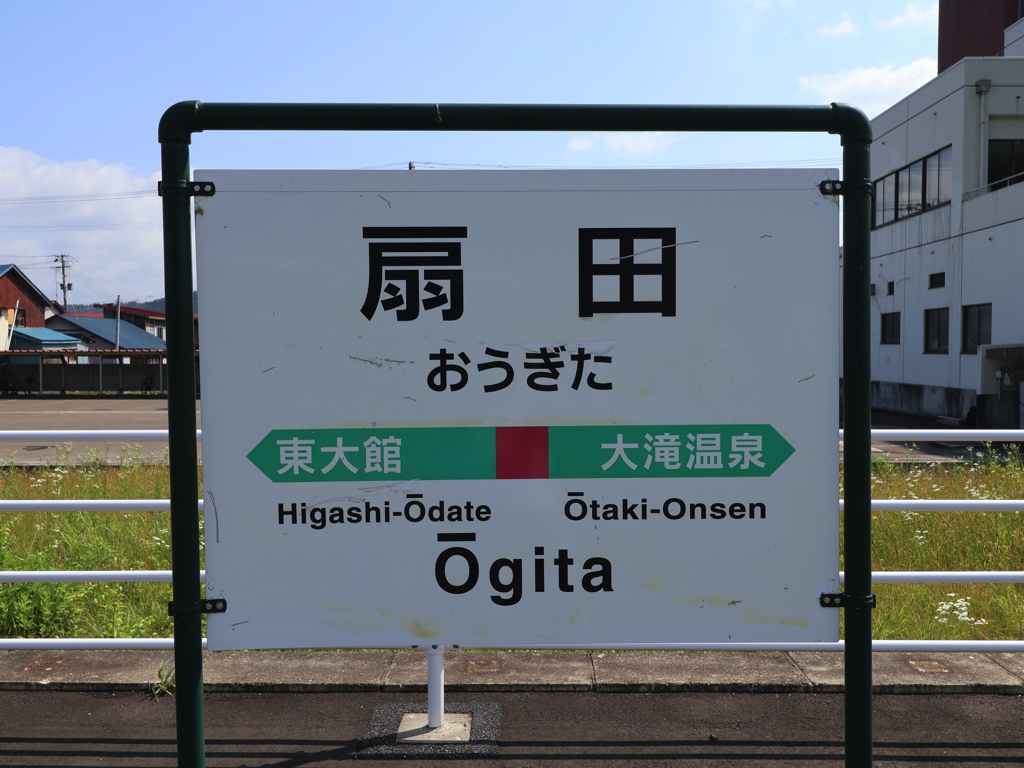 扇田
おうぎた
東大館 大滝温泉
Higashi-Ōdate Ōtaki-Onsen
Ōgita